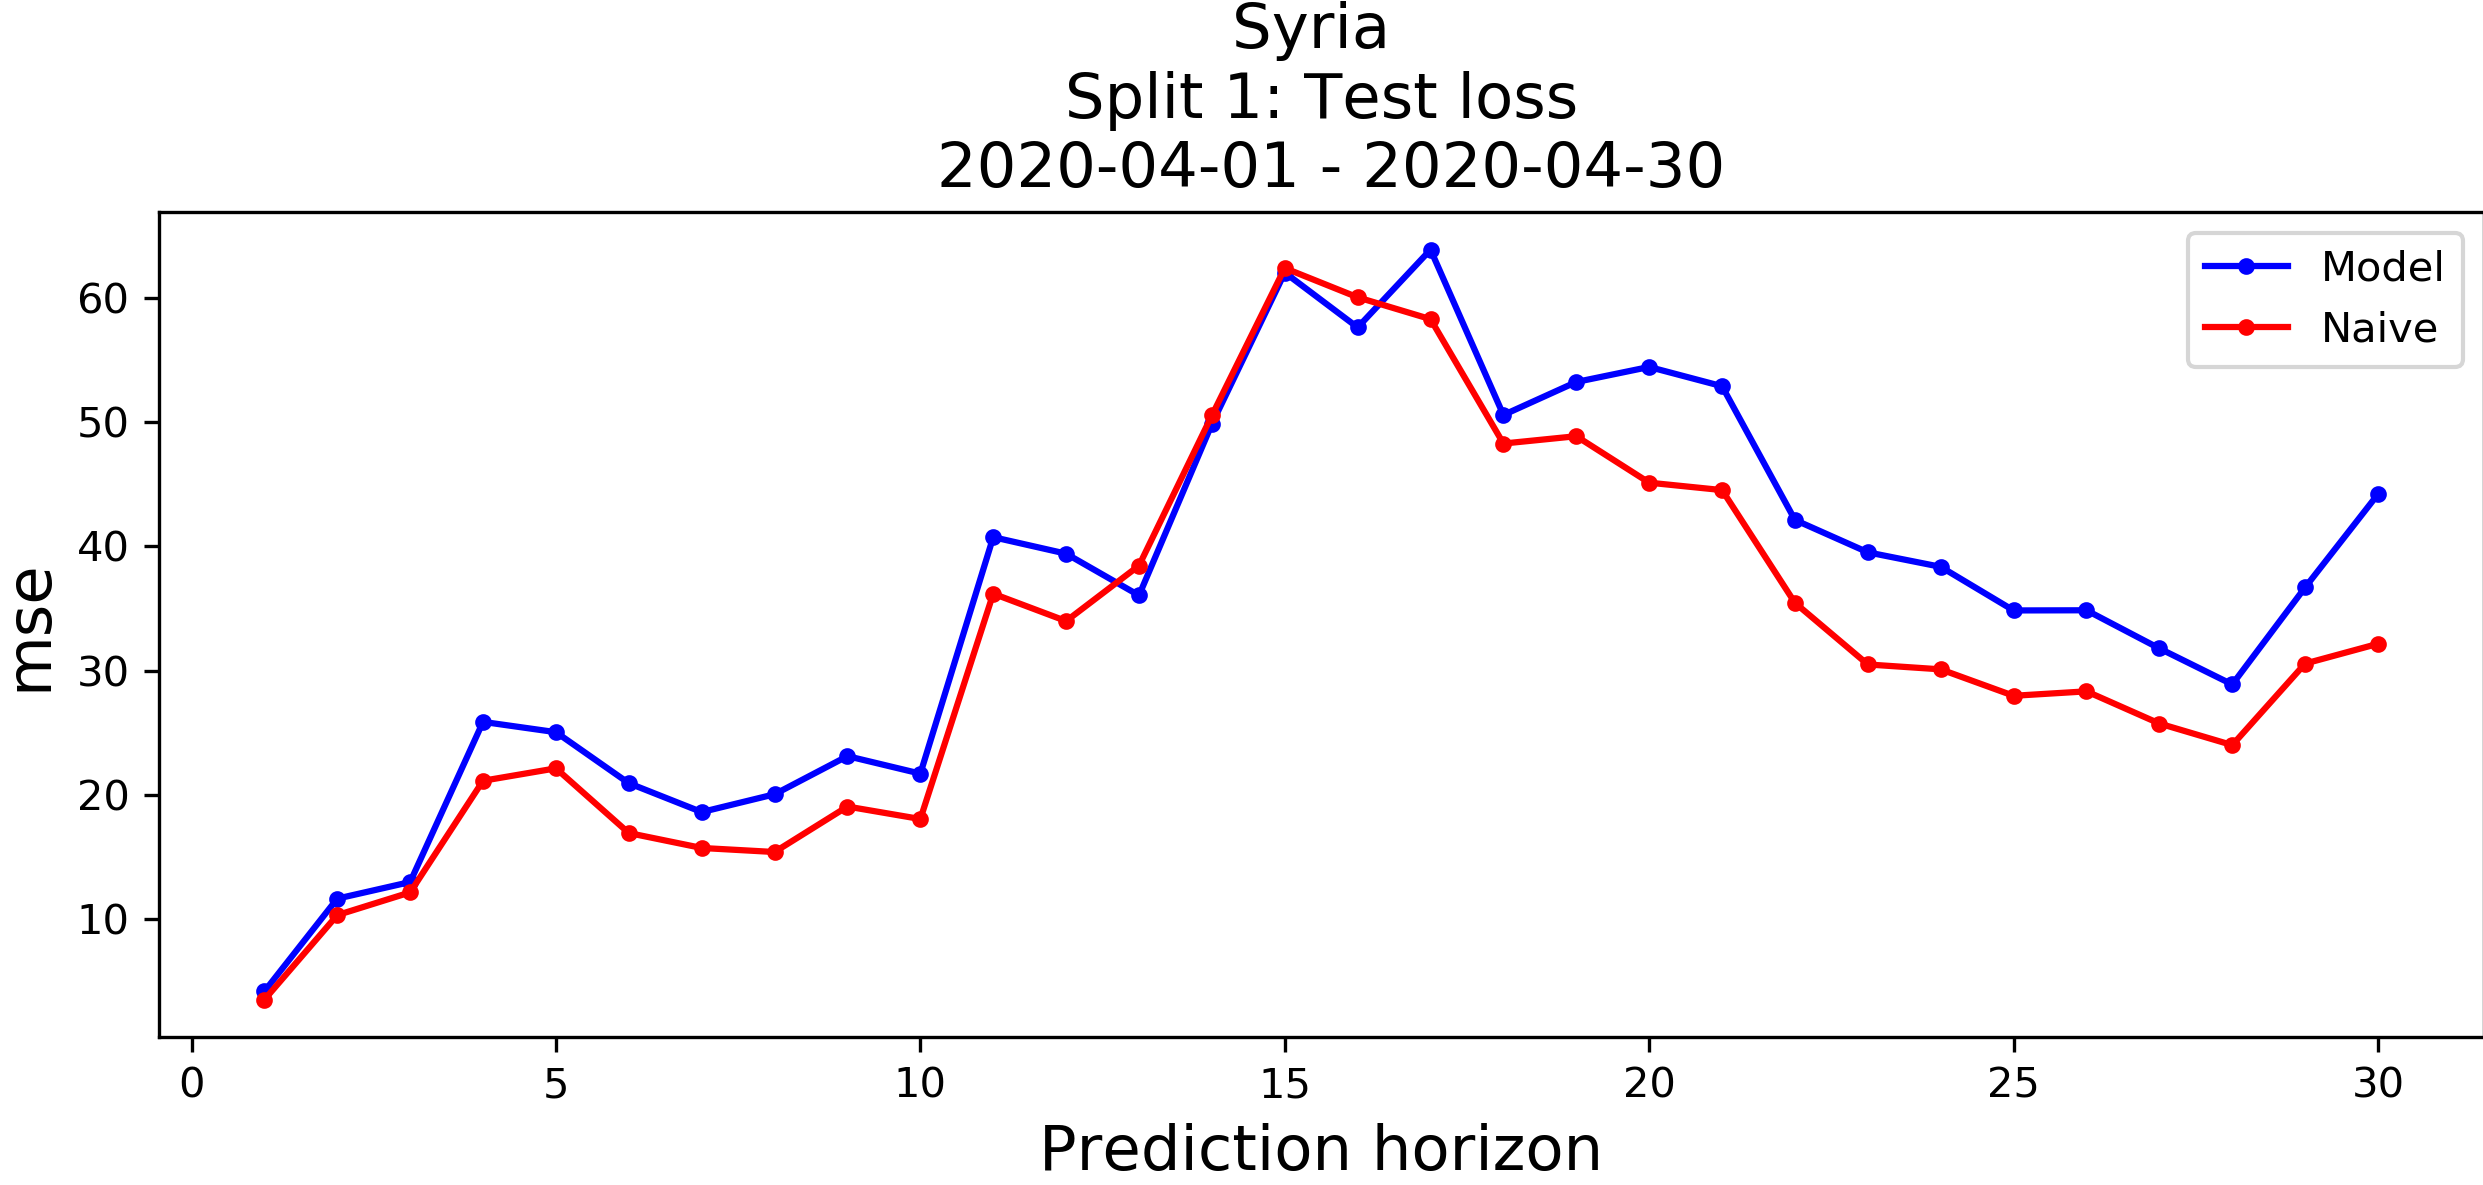 Syria
Split 1: Test loss
2020-04-01 - 2020-04-30
Model
Naive
60
50
40
30
20
10
mse
0 5 10 15 20 25 30
Prediction horizon